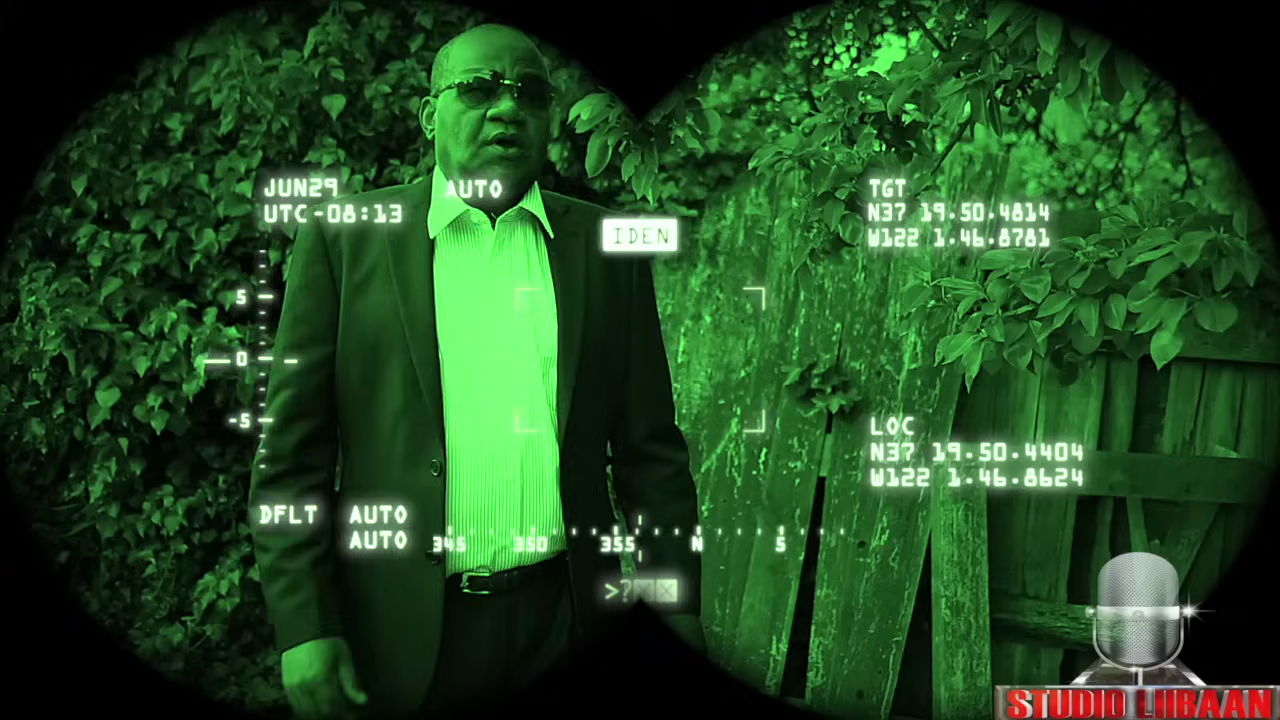 JUN29
UTC-08:13
AUTO
IDEN
TGT
N37 19.50.4814
W122 1.46.8781
5
0
-5
LOC
N37 19.50.4404
W122 1.46.8624
DFLT AUTO
AUTO
345 350 355 N 5
>?
STUDIO LIIBAAN